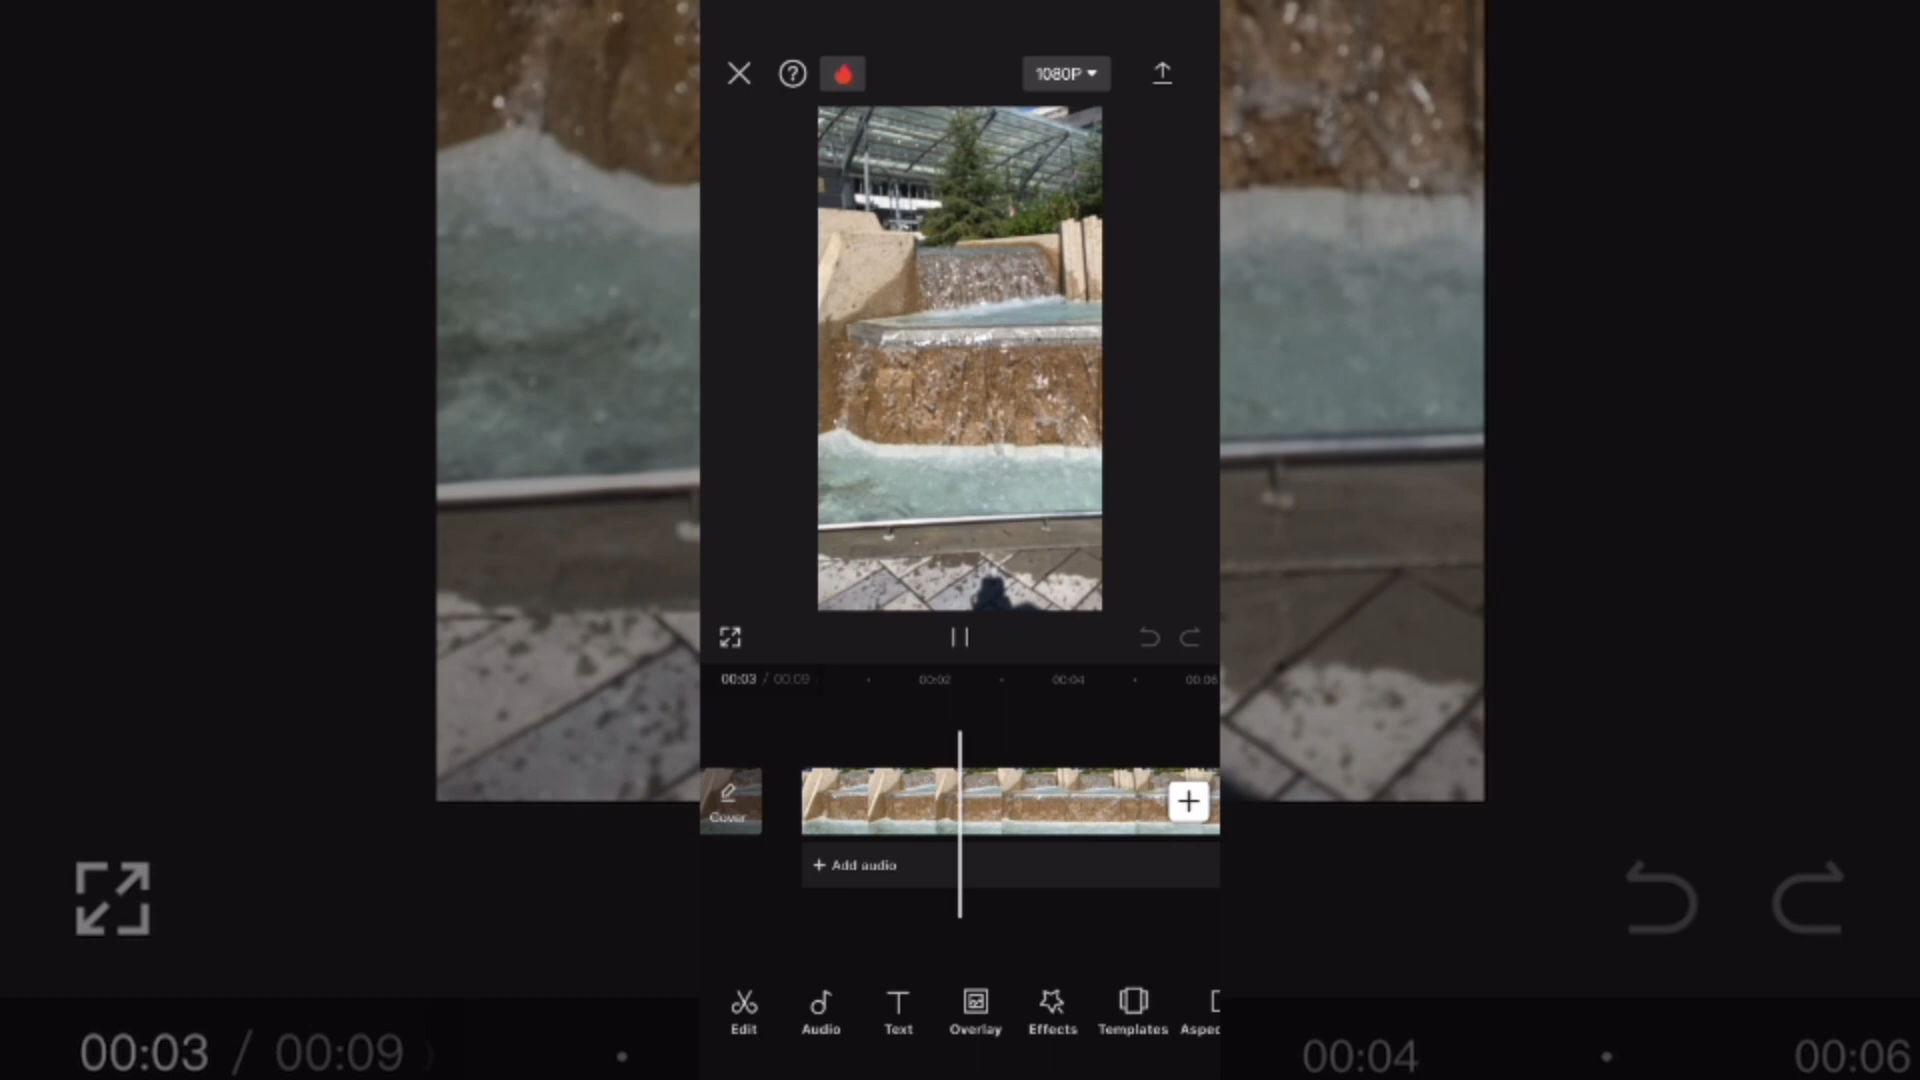 1080P
00:03 / 00:09
00:02
00:04
00:06
Cover
+ Add audio
Edit
Audio
Text
Overlay
Effects
Templates
Aspec
00:03 / 00:09
00:04
00:06